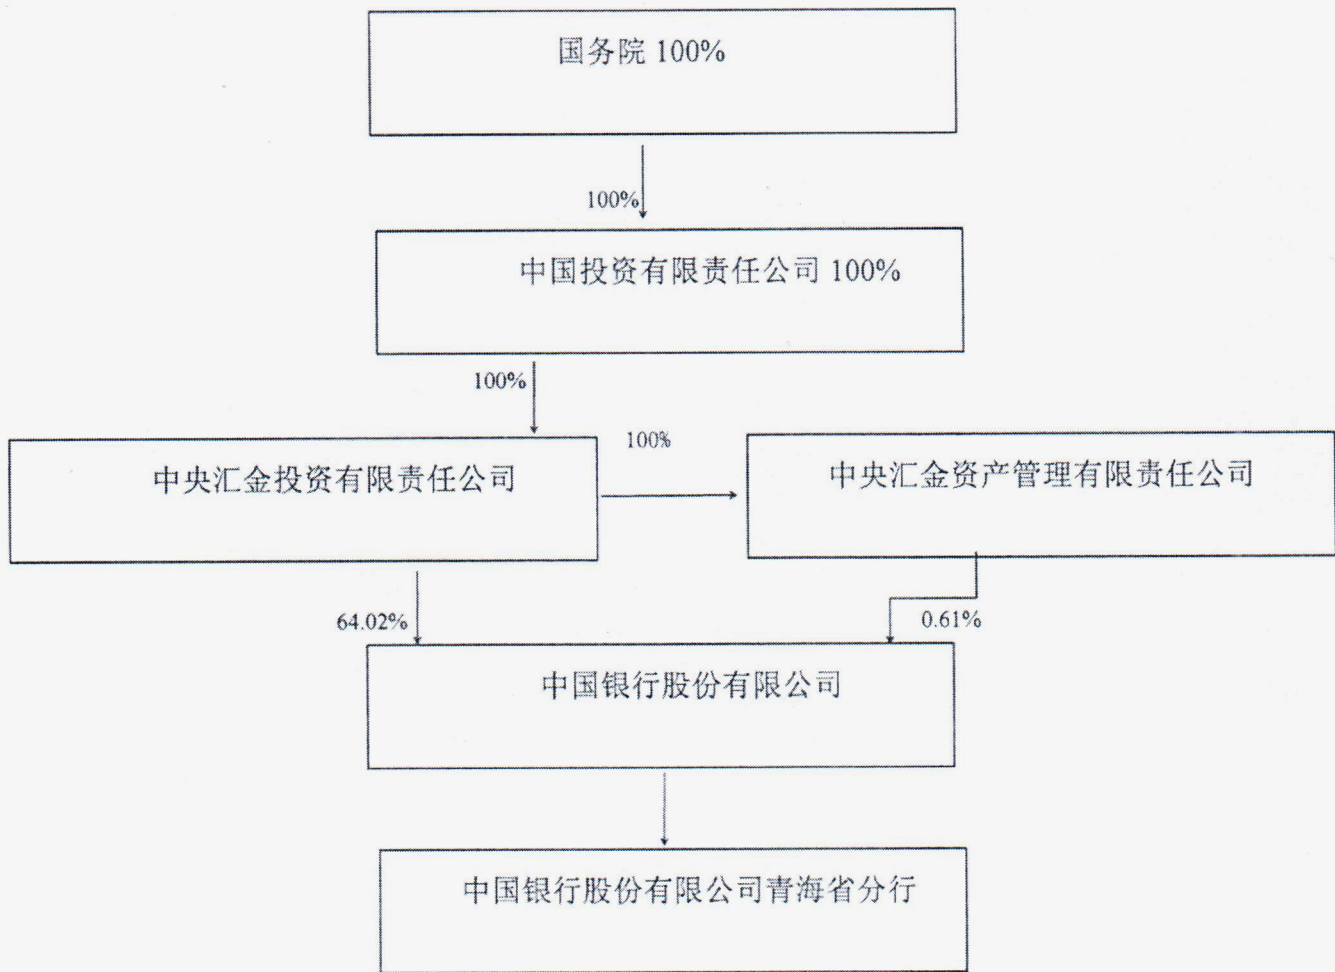 国务院 100%
100%
中国投资有限责任公司 100%
100%
100%
中央汇金投资有限责任公司
中央汇金资产管理有限责任公司
64.02%
0.61%
中国银行股份有限公司
中国银行股份有限公司青海省分行